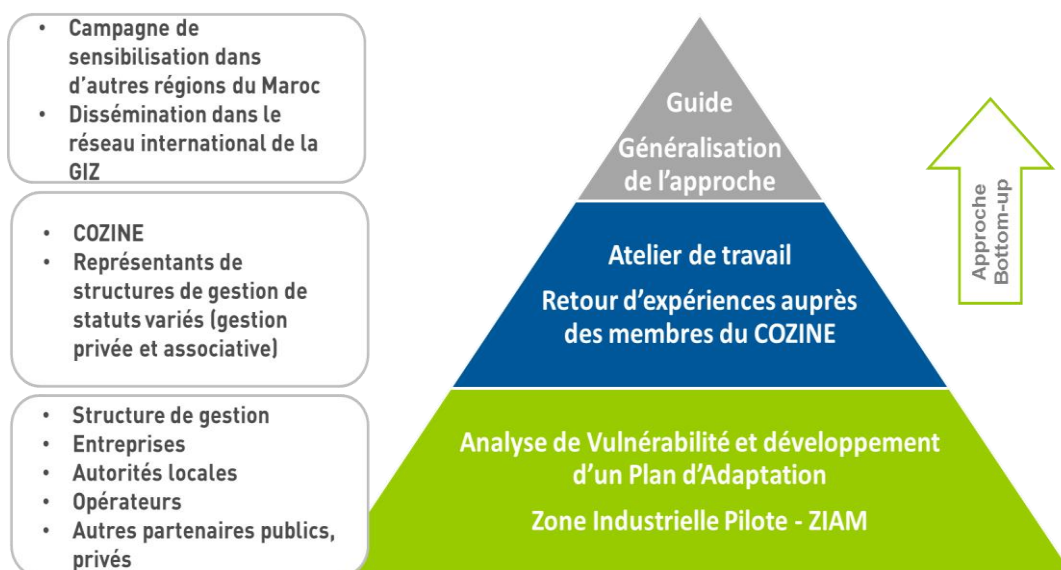 • Campagne de
sensibilisation dans
d'autres régions du Maroc
• Dissémination dans le
réseau international de la
GIZ
Guide
Généralisation
de l'approche
• COZINE
• Représentants de
structures de gestion de
statuts variés (gestion
privée et associative)
Atelier de travail
Retour d'expériences auprès
des membres du COZINE
• Structure de gestion
• Entreprises
• Autorités locales
• Opérateurs
• Autres partenaires publics,
privés
Analyse de Vulnérabilité et développement
d'un Plan d'Adaptation
Zone Industrielle Pilote - ZIAM
Approche
Bottom-up